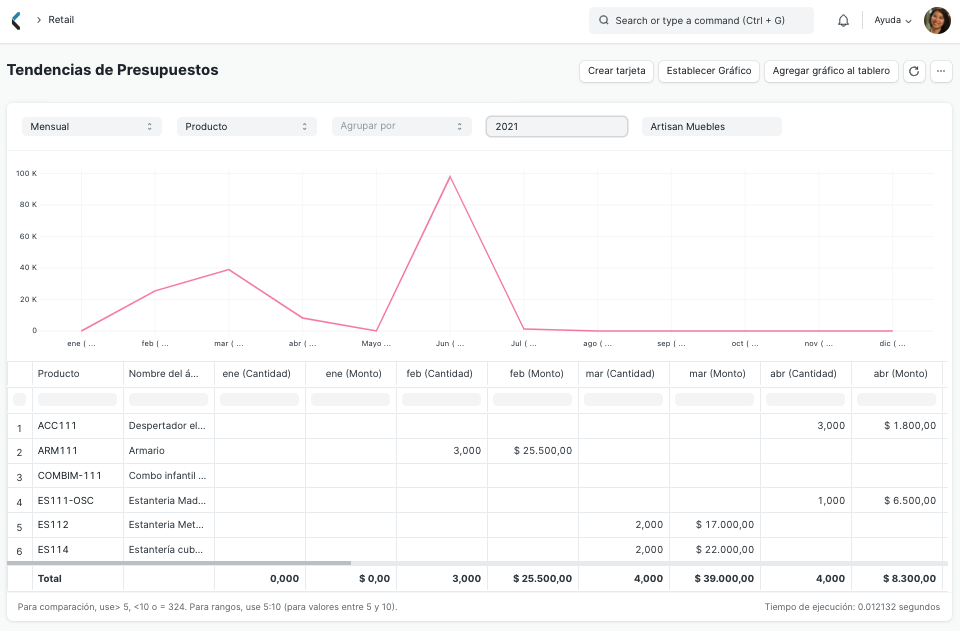 Retail
Search or type a command (Ctrl + G)
Ayuda
Tendencias de Presupuestos
Crear tarjeta
Establecer Gráfico
Agregar gráfico al tablero
Mensual
Producto
Agrupar por
2021
Artisan Muebles
100 K
80 K
60 K
40 K
20 K
0
ene ( ... feb ( ... mar ( ... abr ( ... Mayo ... Jun ( ... Jul ( ... ago ( ... sep ( ... oct ( ... nov ( ... dic ( ...
Producto Nombre del á... ene (Cantidad) ene (Monto) feb (Cantidad) feb (Monto) mar (Cantidad) mar (Monto) abr (Cantidad) abr (Monto)
1 ACC111 Despertador el... 3,000 $ 1.800,00
2 ARM111 Armario 3,000 $ 25.500,00
3 COMBIM-111 Combo infantil ...
4 ES111-OSC Estanteria Mad... 1,000 $ 6.500,00
5 ES112 Estanteria Met... 2,000 $ 17.000,00
6 ES114 Estantería cub... 2,000 $ 22.000,00
Total 0,000 $ 0,00 3,000 $ 25.500,00 4,000 $ 39.000,00 4,000 $ 8.300,00
Para comparación, use> 5, <10 o = 324. Para rangos, use 5:10 (para valores entre 5 y 10).
Tiempo de ejecución: 0.012132 segundos